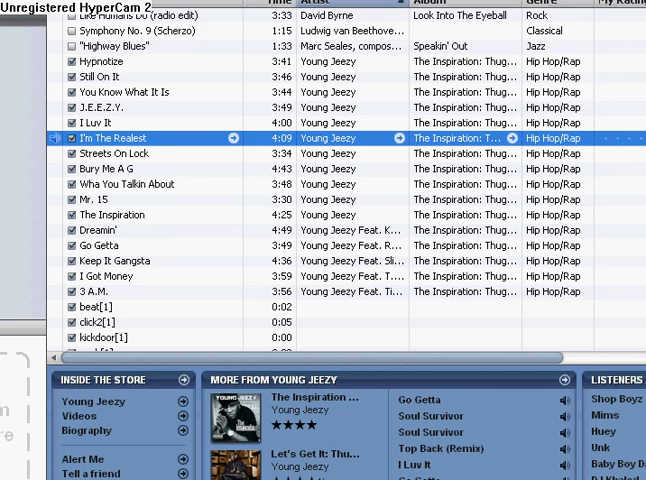 Unregistered HyperCam 2
Time Artist Album Genre My Rating
Like Humans Do (radio edit) 3:33 David Byrne Look Into The Eyeball Rock
Symphony No. 9 (Scherzo) 1:15 Ludwig van Beethove... Classical
"Highway Blues" 1:33 Marc Seales, compos... Speakin' Out Jazz
Hypnotize 3:41 Young Jeezy The Inspiration: Thug... Hip Hop/Rap
Still On It 3:46 Young Jeezy The Inspiration: Thug... Hip Hop/Rap
You Know What It Is 3:44 Young Jeezy The Inspiration: Thug... Hip Hop/Rap
J.E.E.Z.Y. 3:49 Young Jeezy The Inspiration: Thug... Hip Hop/Rap
I Luv It 4:00 Young Jeezy The Inspiration: Thug... Hip Hop/Rap
I'm The Realest 4:09 Young Jeezy The Inspiration: T... Hip Hop/Rap
Streets On Lock 3:34 Young Jeezy The Inspiration: Thug... Hip Hop/Rap
Bury Me A G 4:43 Young Jeezy The Inspiration: Thug... Hip Hop/Rap
Wha You Talkin About 3:48 Young Jeezy The Inspiration: Thug... Hip Hop/Rap
Mr. 15 3:30 Young Jeezy The Inspiration: Thug... Hip Hop/Rap
The Inspiration 4:25 Young Jeezy The Inspiration: Thug... Hip Hop/Rap
Dreamin' 4:49 Young Jeezy Feat. K... The Inspiration: Thug... Hip Hop/Rap
Go Getta 3:49 Young Jeezy Feat. R... The Inspiration: Thug... Hip Hop/Rap
Keep It Gangsta 4:36 Young Jeezy Feat. Sli... The Inspiration: Thug... Hip Hop/Rap
I Got Money 3:59 Young Jeezy Feat. T.... The Inspiration: Thug... Hip Hop/Rap
3 A.M. 3:56 Young Jeezy Feat. Ti... The Inspiration: Thug... Hip Hop/Rap
beat[1] 0:02
click2[1] 0:05
kickdoor[1] 0:00
INSIDE THE STORE
Young Jeezy
Videos
Biography
Alert Me
Tell a friend
MORE FROM YOUNG JEEZY
YOUNG JEEZY
The Inspiration ...
Young Jeezy
Let's Get It: Thu...
Young Jeezy
Go Getta
Soul Survivor
Soul Survivor
Top Back (Remix)
I Luv It
Go Getta
LISTENERS
Shop Boyz
Mims
Huey
Unk
Baby Boy Da
DJ Khaled